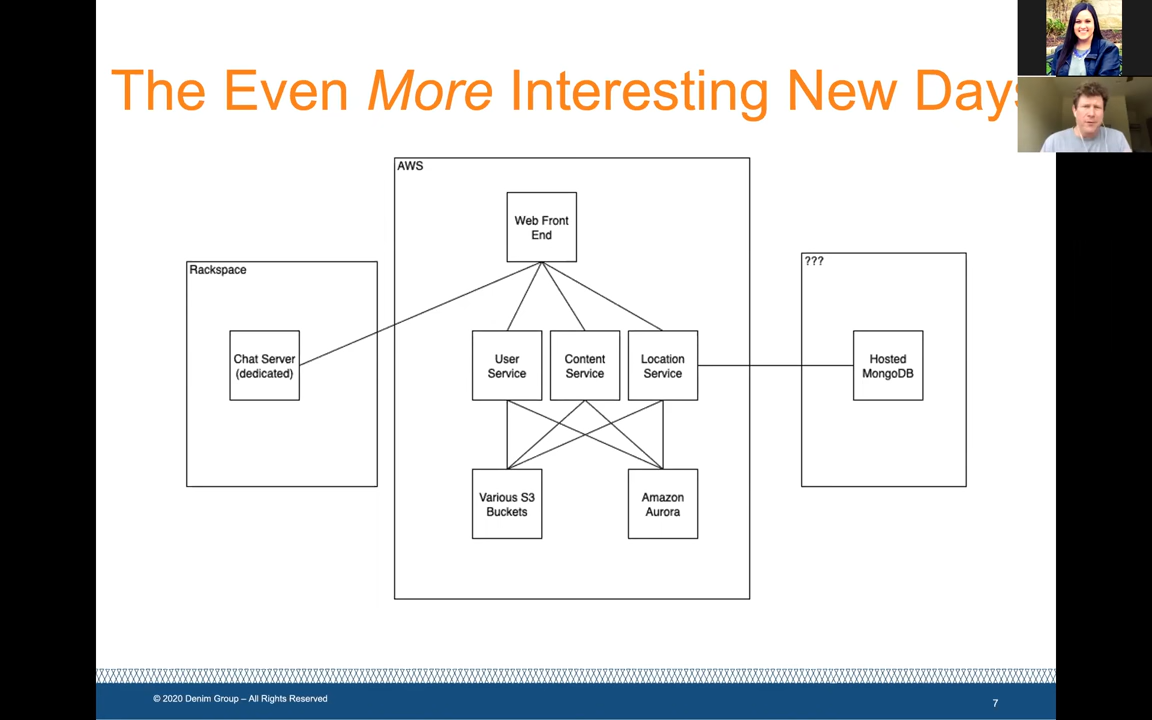 The Even More Interesting New Days
AWS
Web Front
End
Rackspace
???
Chat Server
(dedicated)
User
Service
Content
Service
Location
Service
Hosted
MongoDB
Various S3
Buckets
Amazon
Aurora
© 2020 Denim Group – All Rights Reserved
7